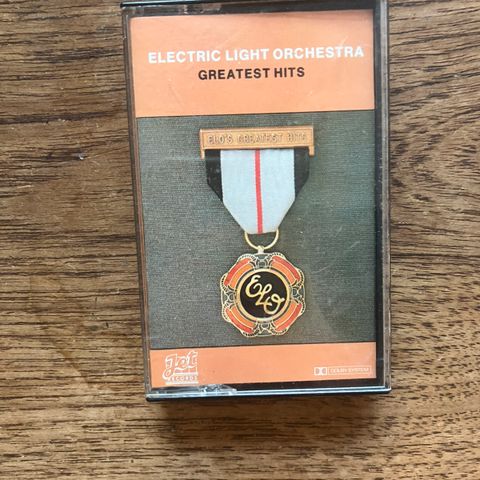 ELECTRIC LIGHT ORCHESTRA
GREATEST HITS
ELO'S GREATEST HITS
ELO
Jet
RECORDS
DOLBY SYSTEM